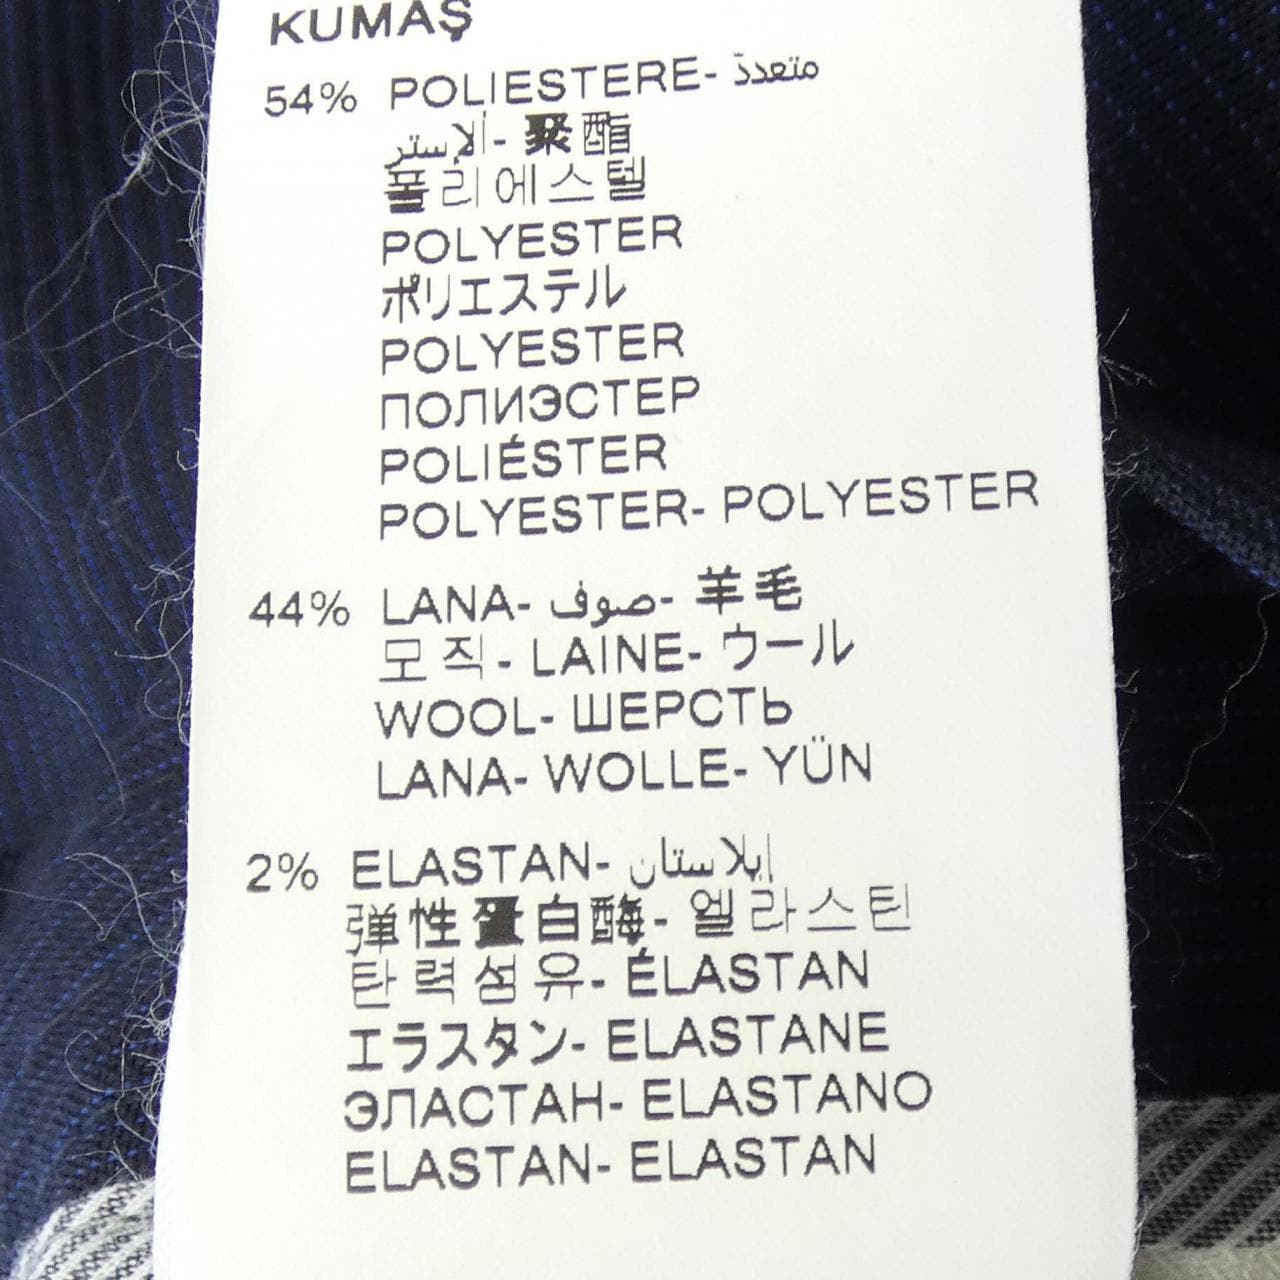 KUMAŞ
54% POLIESTERE- متعدد
الإستر- 聚酯
폴리에스텔
POLYESTER
ポリエステル
POLYESTER
ПОЛИЭСТЕР
POLIÉSTER
POLYESTER- POLYESTER
44% LANA- صوف- 羊毛
모직- LAINE- ウール
WOOL- ШЕРСТЬ
LANA- WOLLE- YÜN
2% ELASTAN- إيلاستان
弹性蛋白酶- 엘라스틴
탄력섬유- ÉLASTAN
エラスタン- ELASTANE
ЭЛАСТАН- ELASTANO
ELASTAN- ELASTAN